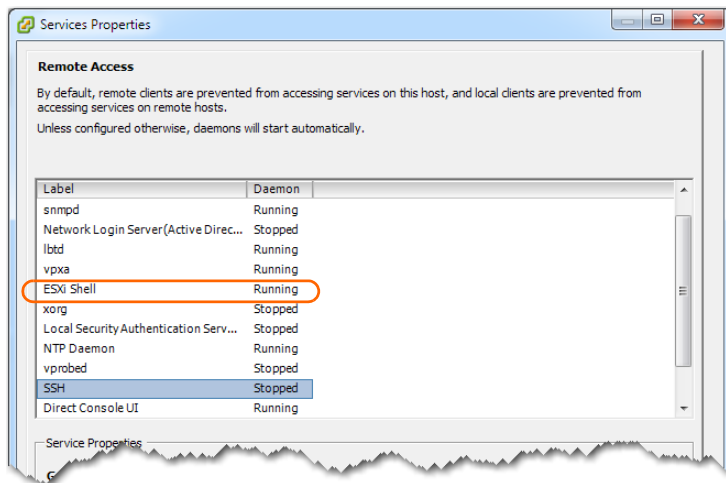 Services Properties
Remote Access
By default, remote clients are prevented from accessing services on this host, and local clients are prevented from
accessing services on remote hosts.
Unless configured otherwise, daemons will start automatically.
Label Daemon
snmpd Running
Network Login Server(Active Direc... Stopped
lbtd Running
vpxa Running
ESXi Shell Running
xorg Stopped
Local Security Authentication Serv... Stopped
NTP Daemon Running
vprobed Stopped
SSH Stopped
Direct Console UI Running
Service Properties